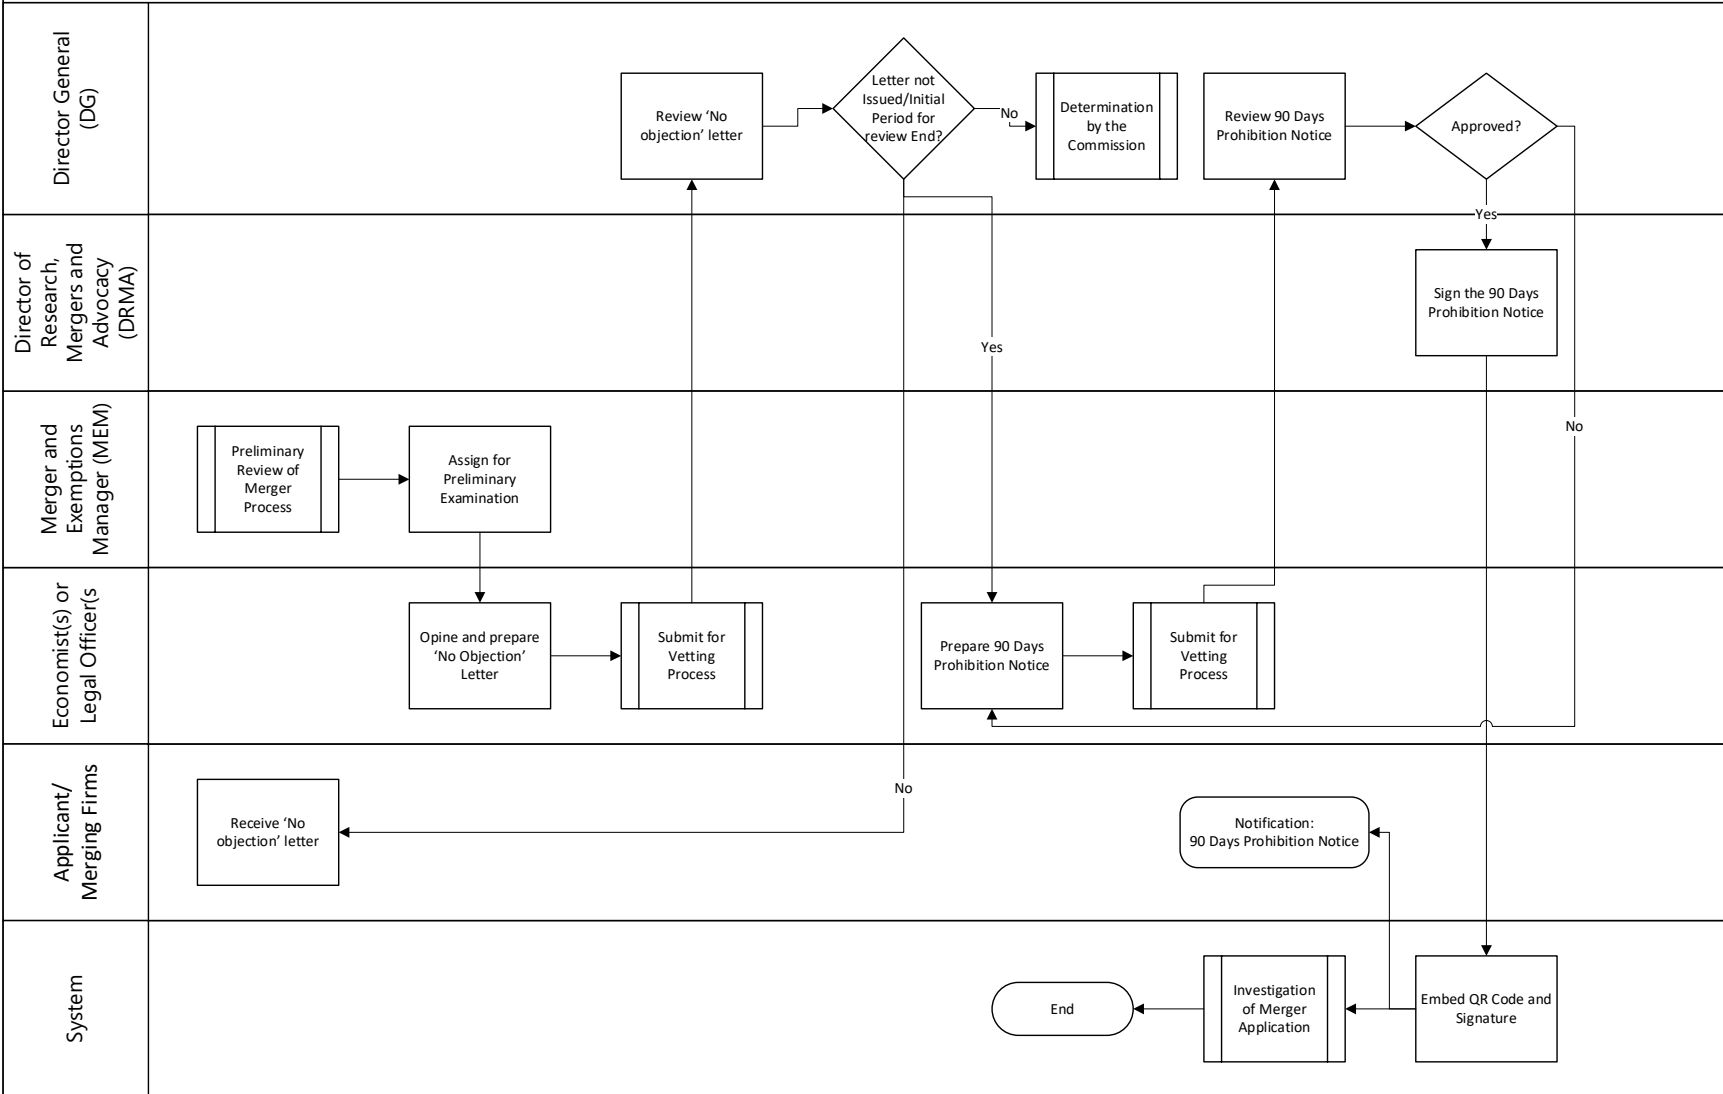 Director General
(DG)
Review ‘No
objection’ letter
Letter not
Issued/Initial
Period for
review End?
No
Determination
by the
Commission
Review 90 Days
Prohibition Notice
Approved?
Yes
Director of
Research,
Mergers and
Advocacy
(DRMA)
Sign the 90 Days
Prohibition Notice
Yes
No
Merger and
Exemptions
Manager (MEM)
Preliminary
Review of
Merger
Process
Assign for
Preliminary
Examination
Economist(s) or
Legal Officer(s
Opine and prepare
‘No Objection’
Letter
Submit for
Vetting
Process
Prepare 90 Days
Prohibition Notice
Submit for
Vetting
Process
Applicant/
Merging Firms
Receive ‘No
objection’ letter
No
Notification:
90 Days Prohibition Notice
System
End
Investigation
of Merger
Application
Embed QR Code and
Signature